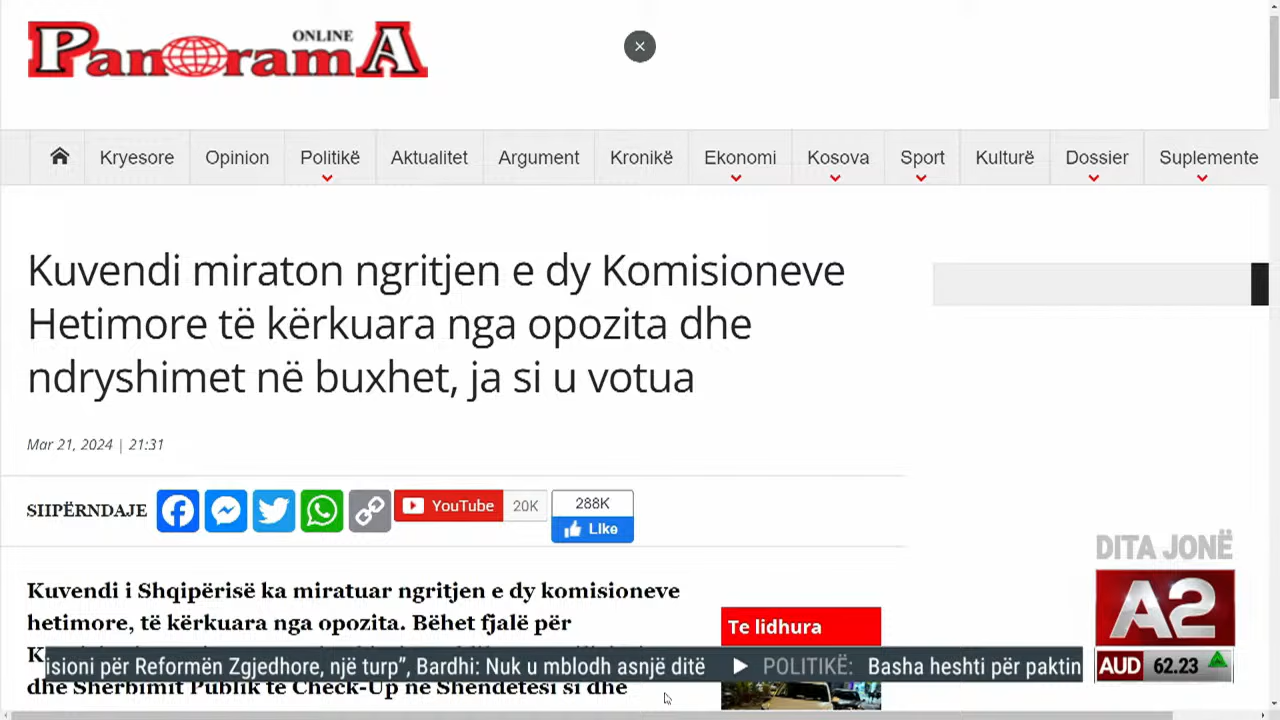 PanoramA ONLINE
Kryesore Opinion Politikë Aktualitet Argument Kronikë Ekonomi Kosova Sport Kulturë Dossier Suplemente
Kuvendi miraton ngritjen e dy Komisioneve
Hetimore të kërkuara nga opozita dhe
ndryshimet në buxhet, ja si u votua
Mar 21, 2024 | 21:31
SHPËRNDAJE
YouTube 20K
288K
Like
Kuvendi i Shqipërisë ka miratuar ngritjen e dy komisioneve
hetimore, të kërkuara nga opozita. Bëhet fjalë për
dhe Sherbimit Publik të Check-Up në Shëndetësi si dhe
Te lidhura
DITA JONË
A2
AUD 62.23
isioni për Reformën Zgjedhore, një turp”, Bardhi: Nuk u mblodh asnjë ditë ▶ POLITIKË: Basha heshti për paktin